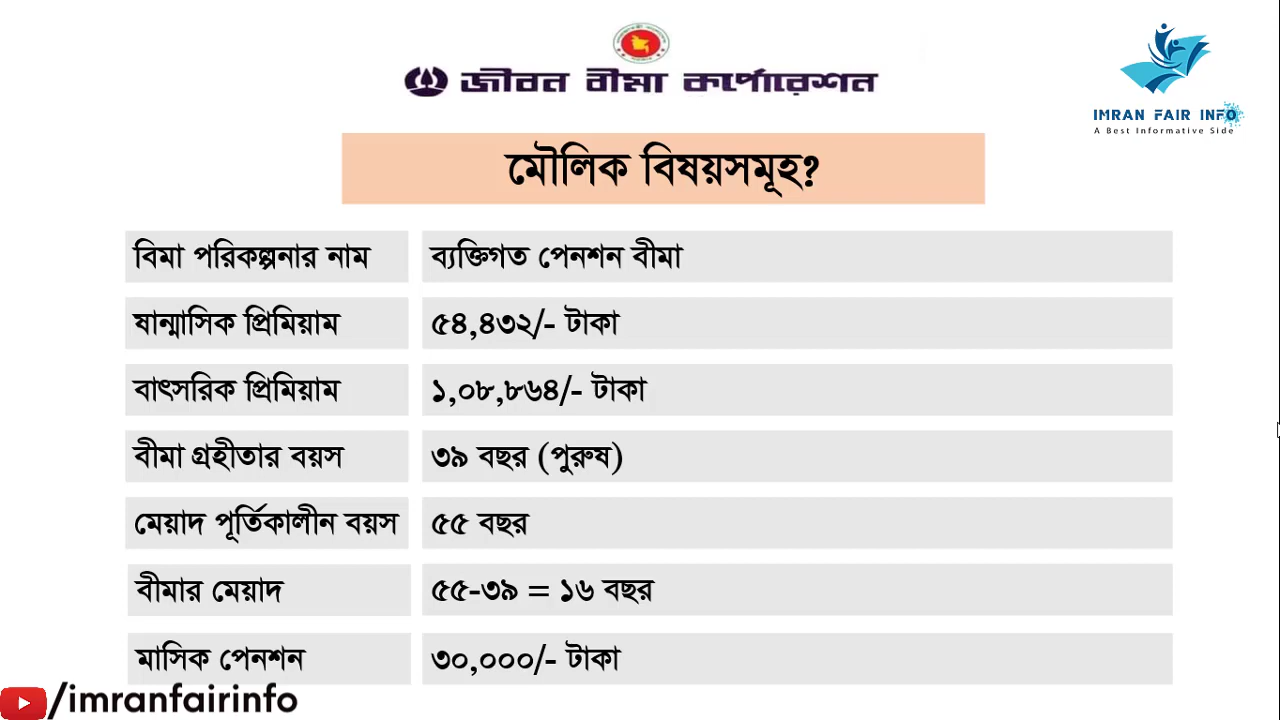 জীবন বীমা কর্পোরেশন
IMRAN FAIR INFO
A Best Informative Side
মৌলিক বিষয়সমূহ?
বিমা পরিকল্পনার নাম ব্যক্তিগত পেনশন বীমা
ষান্মাসিক প্রিমিয়াম ৫৪,৪৩২/- টাকা
বাৎসরিক প্রিমিয়াম ১,০৮,৮৬৪/- টাকা
বীমা গ্রহীতার বয়স ৩৯ বছর (পুরুষ)
মেয়াদ পূর্তিকালীন বয়স ৫৫ বছর
বীমার মেয়াদ ৫৫-৩৯ = ১৬ বছর
মাসিক পেনশন ৩০,০০০/- টাকা
/imranfairinfo